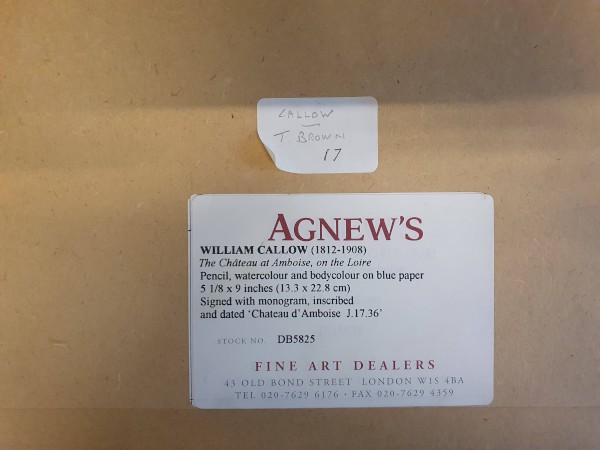 CALLOW
T. BROWN
17
AGNEW'S
WILLIAM CALLOW (1812-1908)
The Château at Amboise, on the Loire
Pencil, watercolour and bodycolour on blue paper
5 1/8 x 9 inches (13.3 x 22.8 cm)
Signed with monogram, inscribed
and dated ‘Chateau d’Amboise J.17.36’
STOCK NO. DB5825
FINE ART DEALERS
43 OLD BOND STREET LONDON W1S 4BA
TEL 020-7629 6176 · FAX 020-7629 4359